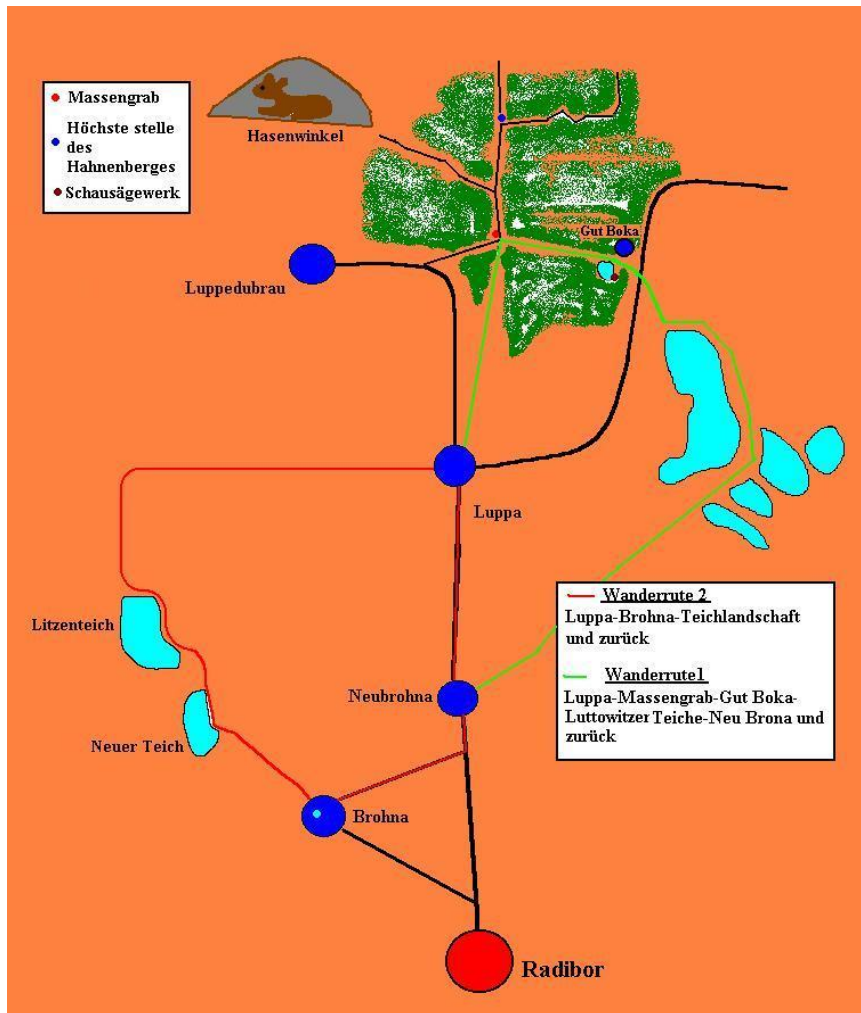 Massengrab
Höchste stelle
des
Hahnenberges
Schausägewerk
Hasenwinkel
Gut Boka
Luppedubrau
Luppa
Litzenteich
Neubrohna
Neuer Teich
Brohna
Radibor
Wanderrute 2
Luppa-Brohna-Teichlandschaft
und zurück
Wanderrute1
Luppa-Massengrab-Gut Boka-
Luttowitzer Teiche-Neu Brona und
zurück